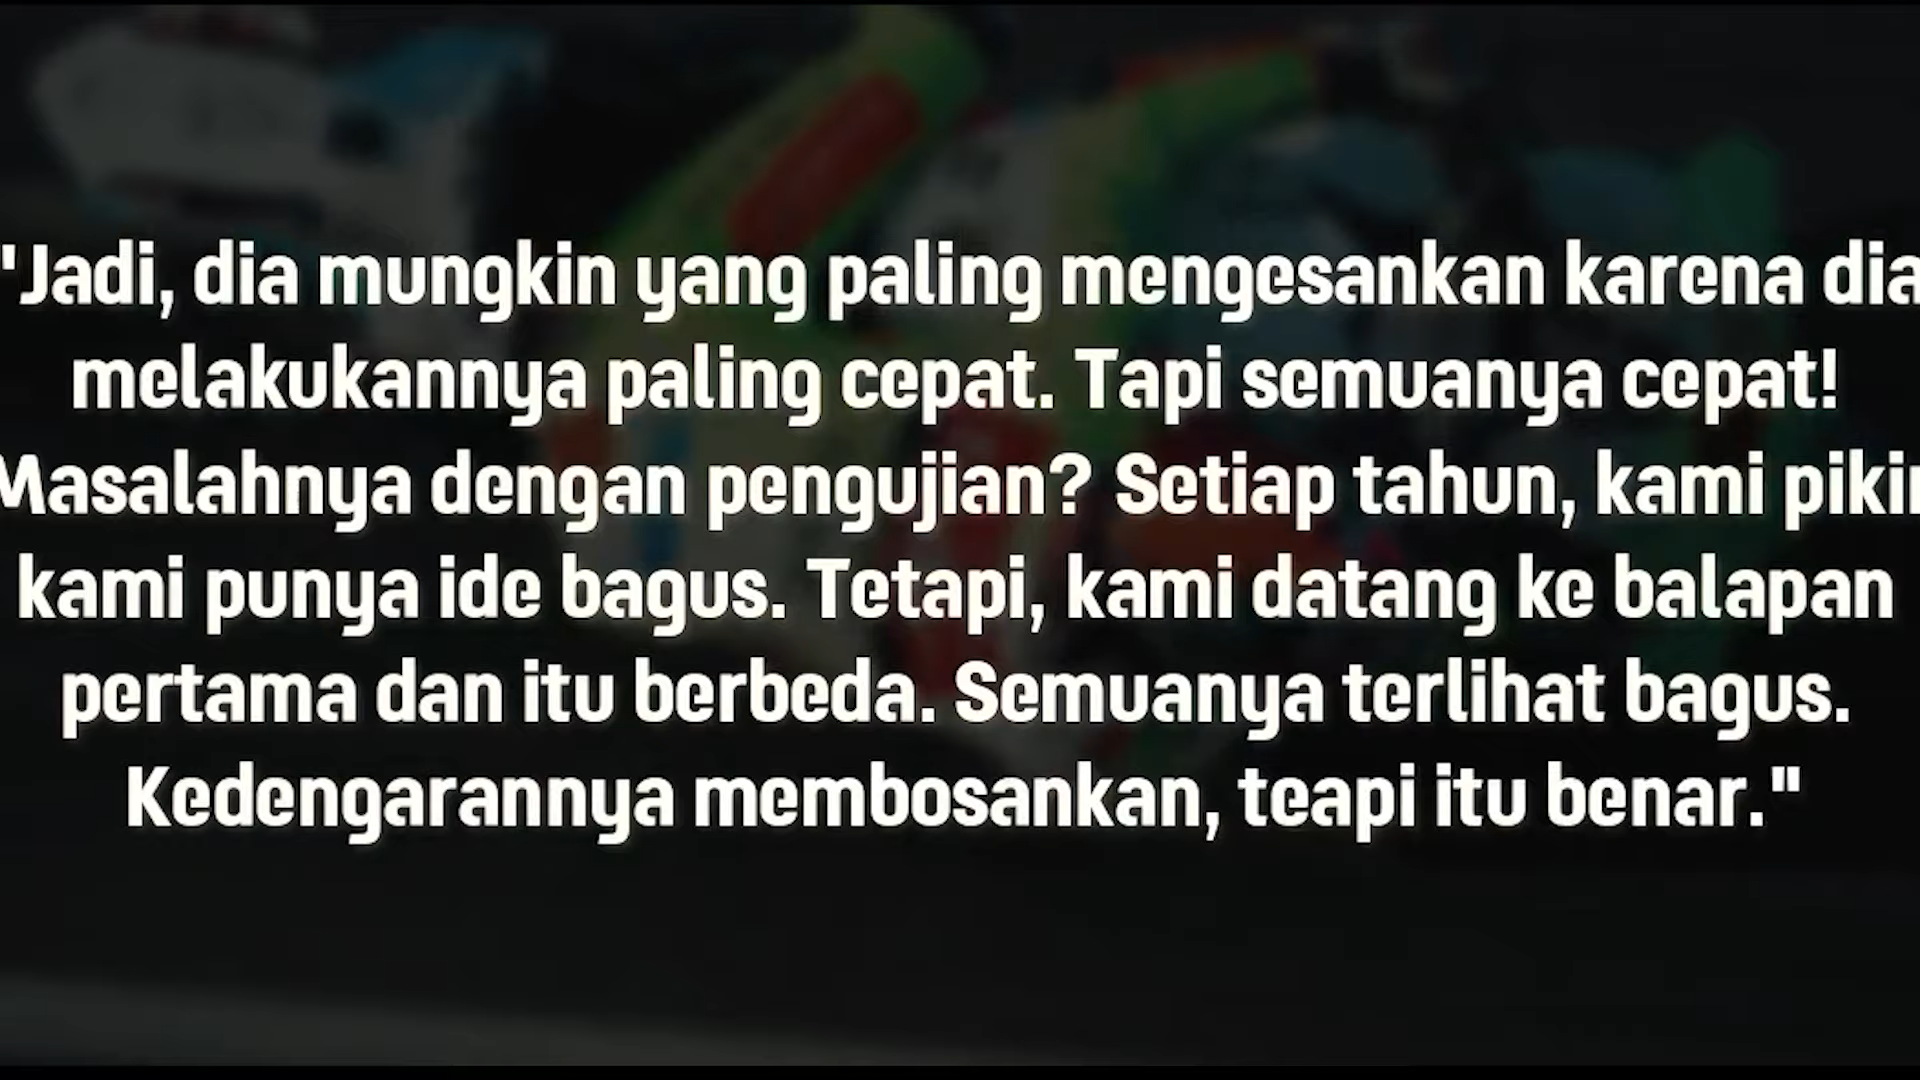 "Jadi, dia mungkin yang paling mengesankan karena dia
melakukannya paling cepat. Tapi semuanya cepat!
Masalahnya dengan pengujian? Setiap tahun, kami pikir
kami punya ide bagus. Tetapi, kami datang ke balapan
pertama dan itu berbeda. Semuanya terlihat bagus.
Kedengarannya membosankan, teapi itu benar."